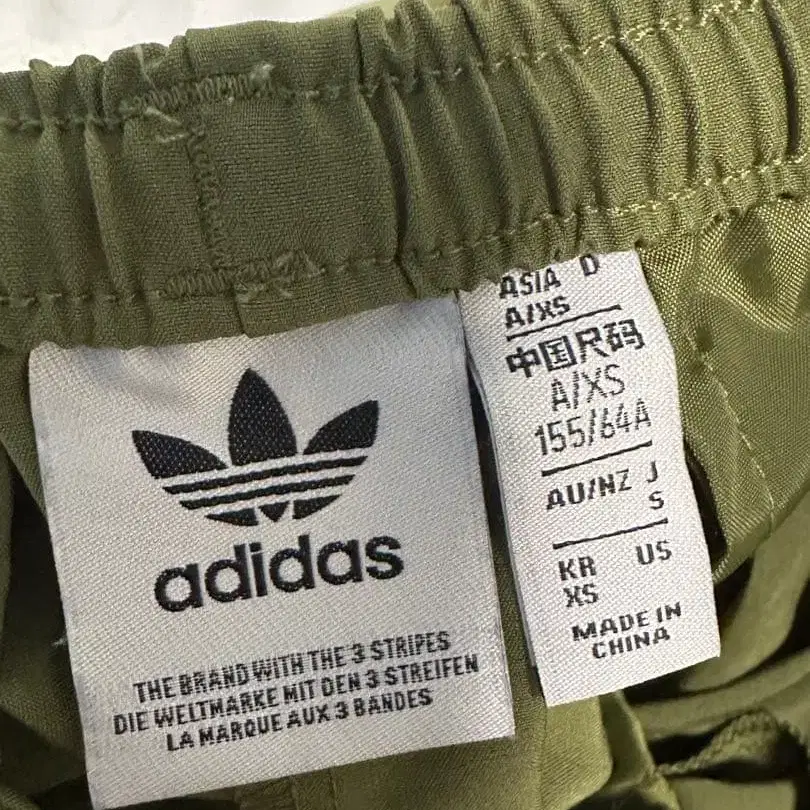 adidas
THE BRAND WITH THE 3 STRIPES
DIE WELTMARKE MIT DEN 3 STREIFEN
LA MARQUE AUX 3 BANDES
ASIA D
A/XS
中国尺码
A/XS
155/64A
AU/NZ J
S
KR US
XS
MADE IN
CHINA